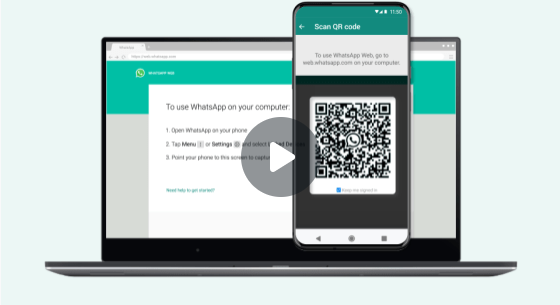 WhatsApp
https://web.whatsapp.com
WHATSAPP WEB
To use WhatsApp on your computer:
1. Open WhatsApp on your phone
2. Tap Menu or Settings and select Linked Devices
3. Point your phone to this screen to captu
Need help to get started?
11:50
Scan QR code
To use WhatsApp Web, go to
web.whatsapp.com on your computer.
Keep me signed in